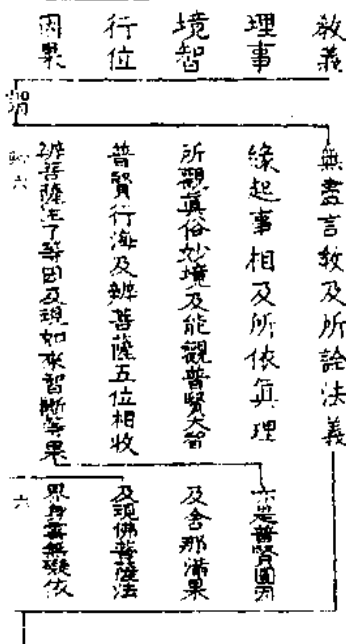 教義
理事
境智
行位
因果
謂
無盡言教及所詮法義
緣起事相及所依真理
所觀真俗妙境及能觀普賢大智
普賢行海及辨菩薩五位相收
辨菩薩生了等因及現如來智斷等果
亦是普賢圓因
及舍那滿果
及現佛菩薩法
界身雲無礙依
六